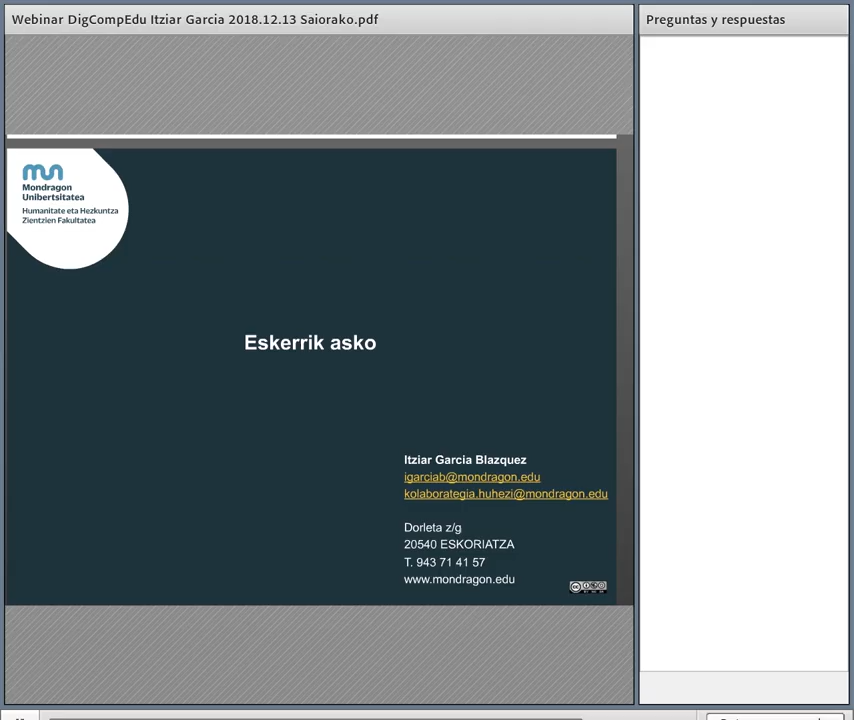 Webinar DigCompEdu Itziar Garcia 2018.12.13 Saiorako.pdf
Preguntas y respuestas
Mondragon
Unibertsitatea
Humanitate eta Hezkuntza
Zientzien Fakultatea
Eskerrik asko
Itziar Garcia Blazquez
igarciab@mondragon.edu
kolaborategia.huhezi@mondragon.edu
Dorleta z/g
20540 ESKORIATZA
T. 943 71 41 57
www.mondragon.edu